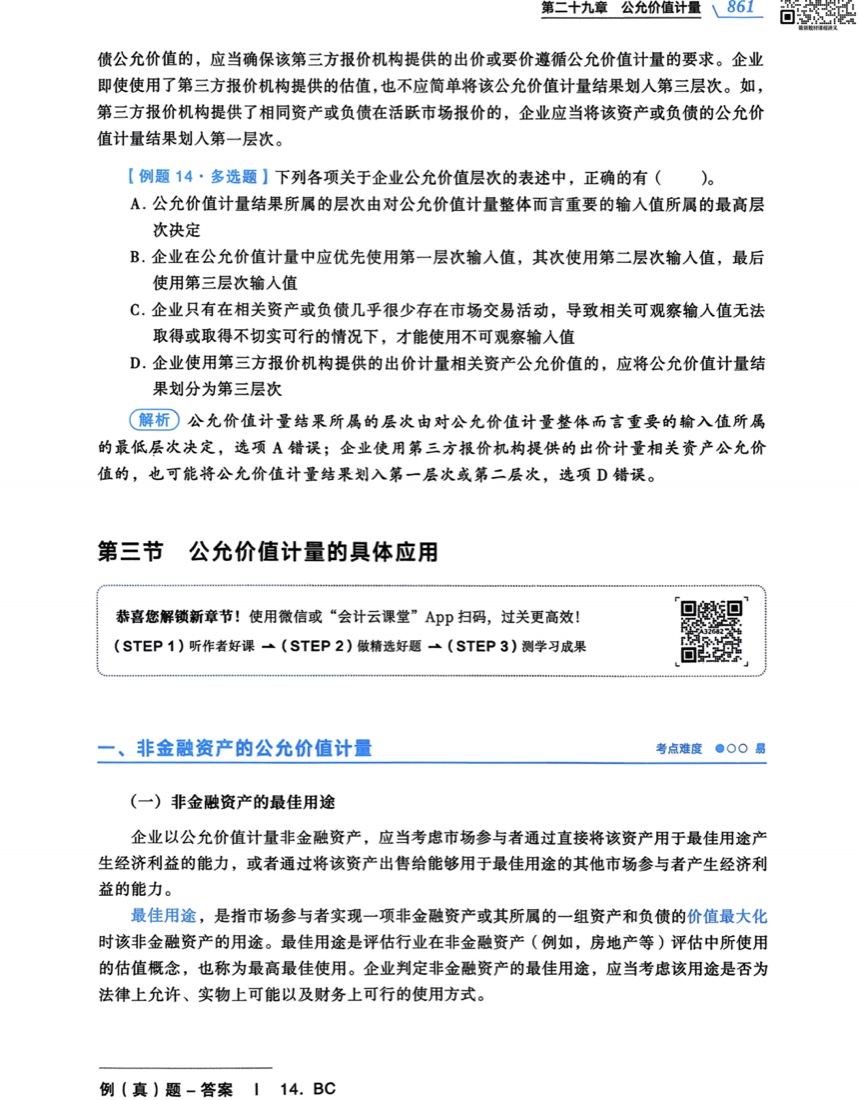 第二十九章 公允价值计量 861
债公允价值的，应当确保该第三方报价机构提供的出价或要价遵循公允价值计量的要求。企业
即使使用了第三方报价机构提供的估值，也不应简单将该公允价值计量结果划入第三层次。如，
第三方报价机构提供了相同资产或负债在活跃市场报价的，企业应当将该资产或负债的公允价
值计量结果划入第一层次。
【例题 14·多选题】下列各项关于企业公允价值层次的表述中，正确的有（ ）。
A. 公允价值计量结果所属的层次由对公允价值计量整体而言重要的输入值所属的最高层
次决定
B. 企业在公允价值计量中应优先使用第一层次输入值，其次使用第二层次输入值，最后
使用第三层次输入值
C. 企业只有在相关资产或负债几乎很少存在市场交易活动，导致相关可观察输入值无法
取得或取得不切实可行的情况下，才能使用不可观察输入值
D. 企业使用第三方报价机构提供的出价计量相关资产公允价值的，应将公允价值计量结
果划分为第三层次
解析 公允价值计量结果所属的层次由对公允价值计量整体而言重要的输入值所属
的最低层次决定，选项 A 错误；企业使用第三方报价机构提供的出价计量相关资产公允价
值的，也可能将公允价值计量结果划入第一层次或第二层次，选项 D 错误。
第三节 公允价值计量的具体应用
恭喜您解锁新章节！使用微信或“会计云课堂”App 扫码，过关更高效！
（STEP 1）听作者好课 ⇀（STEP 2）做精选好题 ⇀（STEP 3）测学习成果
一、非金融资产的公允价值计量 考点难度 ●○○ 易
（一）非金融资产的最佳用途
企业以公允价值计量非金融资产，应当考虑市场参与者通过直接将该资产用于最佳用途产
生经济利益的能力，或者通过将该资产出售给能够用于最佳用途的其他市场参与者产生经济利
益的能力。
最佳用途，是指市场参与者实现一项非金融资产或其所属的一组资产和负债的价值最大化
时该非金融资产的用途。最佳用途是评估行业在非金融资产（例如，房地产等）评估中所使用
的估值概念，也称为最高最佳使用。企业判定非金融资产的最佳用途，应当考虑该用途是否为
法律上允许、实物上可能以及财务上可行的使用方式。
例（真）题－答案 | 14. BC